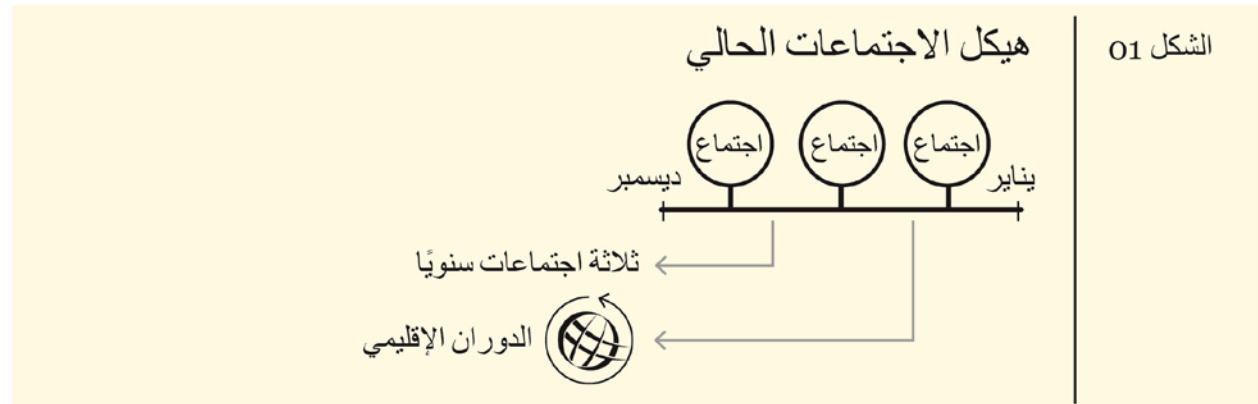 الشكل 01
هيكل الاجتماعات الحالي
اجتماع
اجتماع
اجتماع
يناير
ديسمبر
ثلاثة اجتماعات سنويًا
الدوران الإقليمي